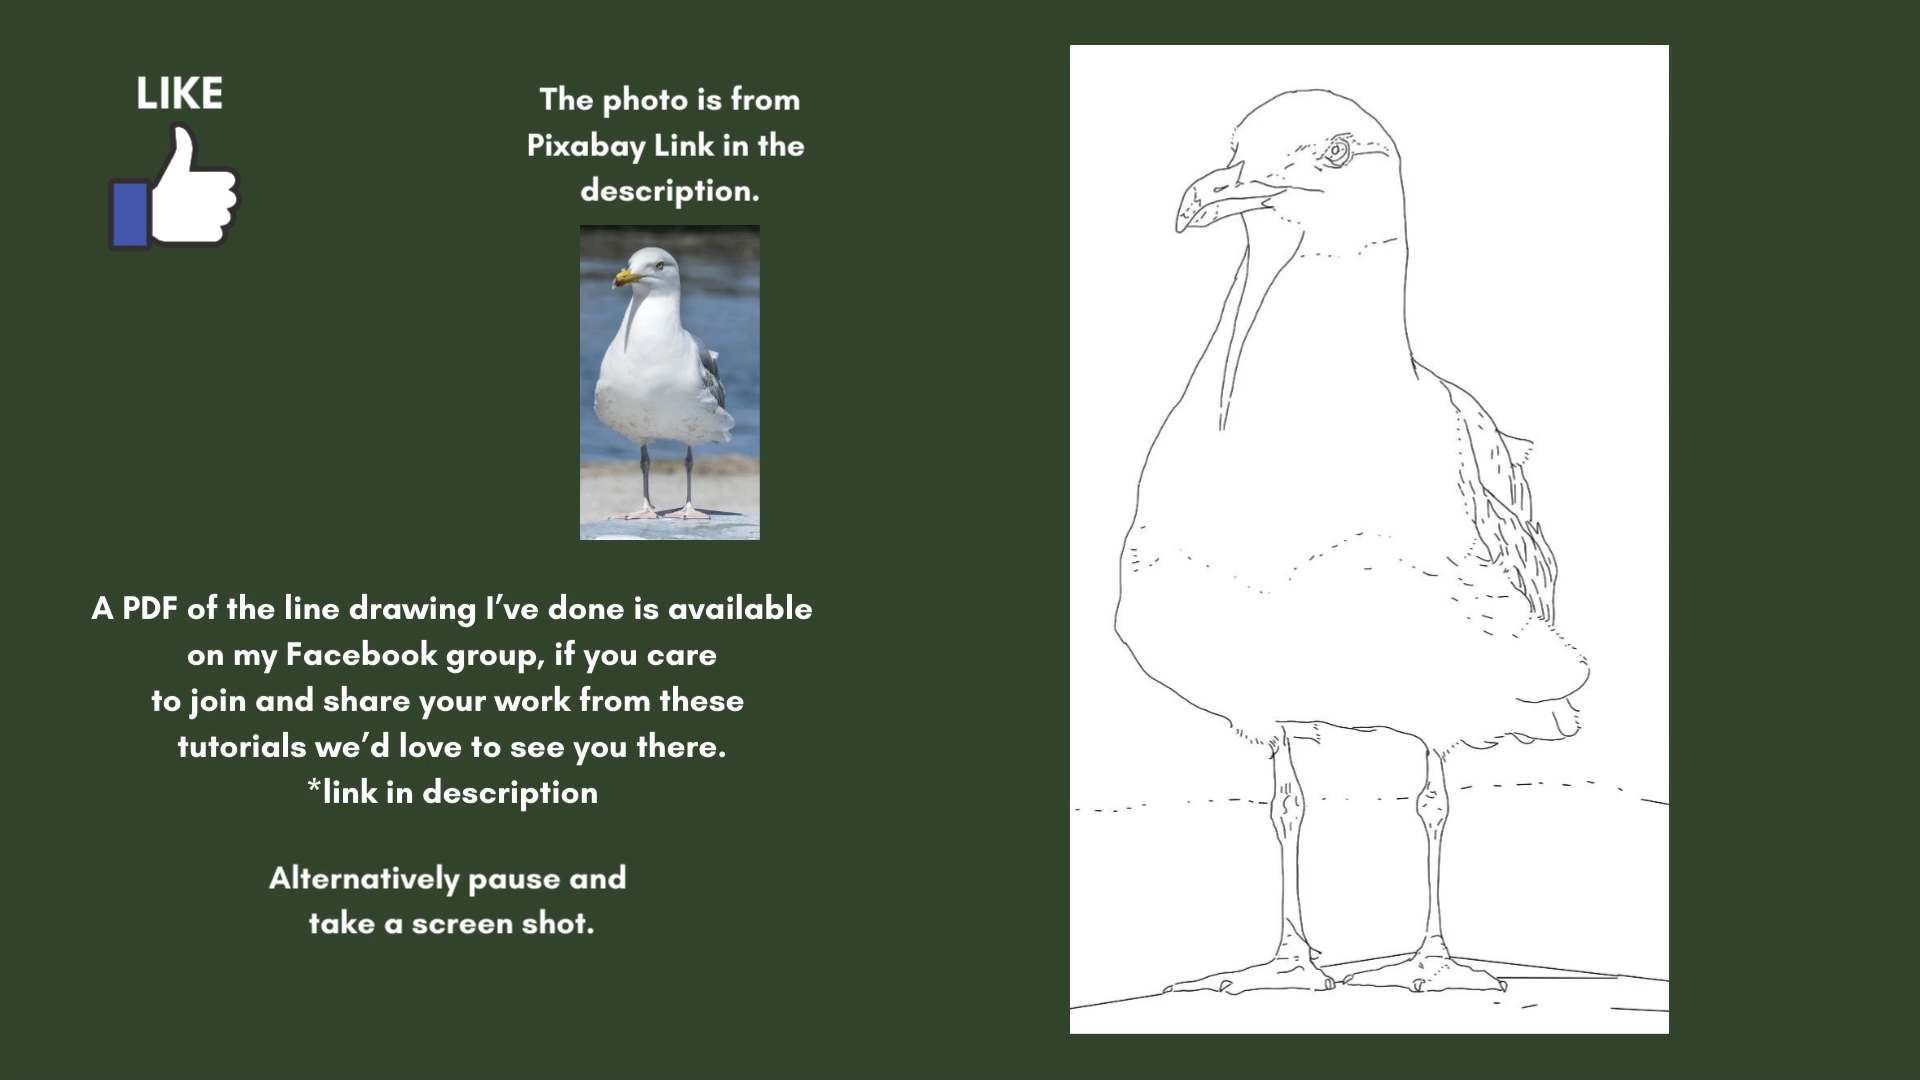 LIKE
The photo is from
Pixabay Link in the
description.
A PDF of the line drawing I’ve done is available
on my Facebook group, if you care
to join and share your work from these
tutorials we’d love to see you there.
*link in description
Alternatively pause and
take a screen shot.